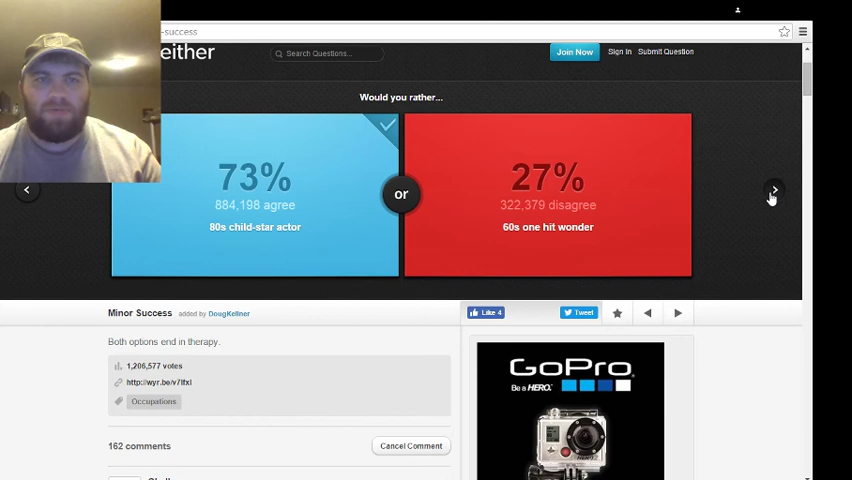 -success
either
Search Questions...
Join Now
Sign In
Submit Question
Would you rather...
73%
884,198 agree
80s child-star actor
or
27%
322,379 disagree
60s one hit wonder
Minor Success added by DougKellner
Like 4
Tweet
Both options end in therapy.
1,206,577 votes
http://wyr.be/v7Ifxl
Occupations
162 comments
Cancel Comment
GoPro
Be a HERO.